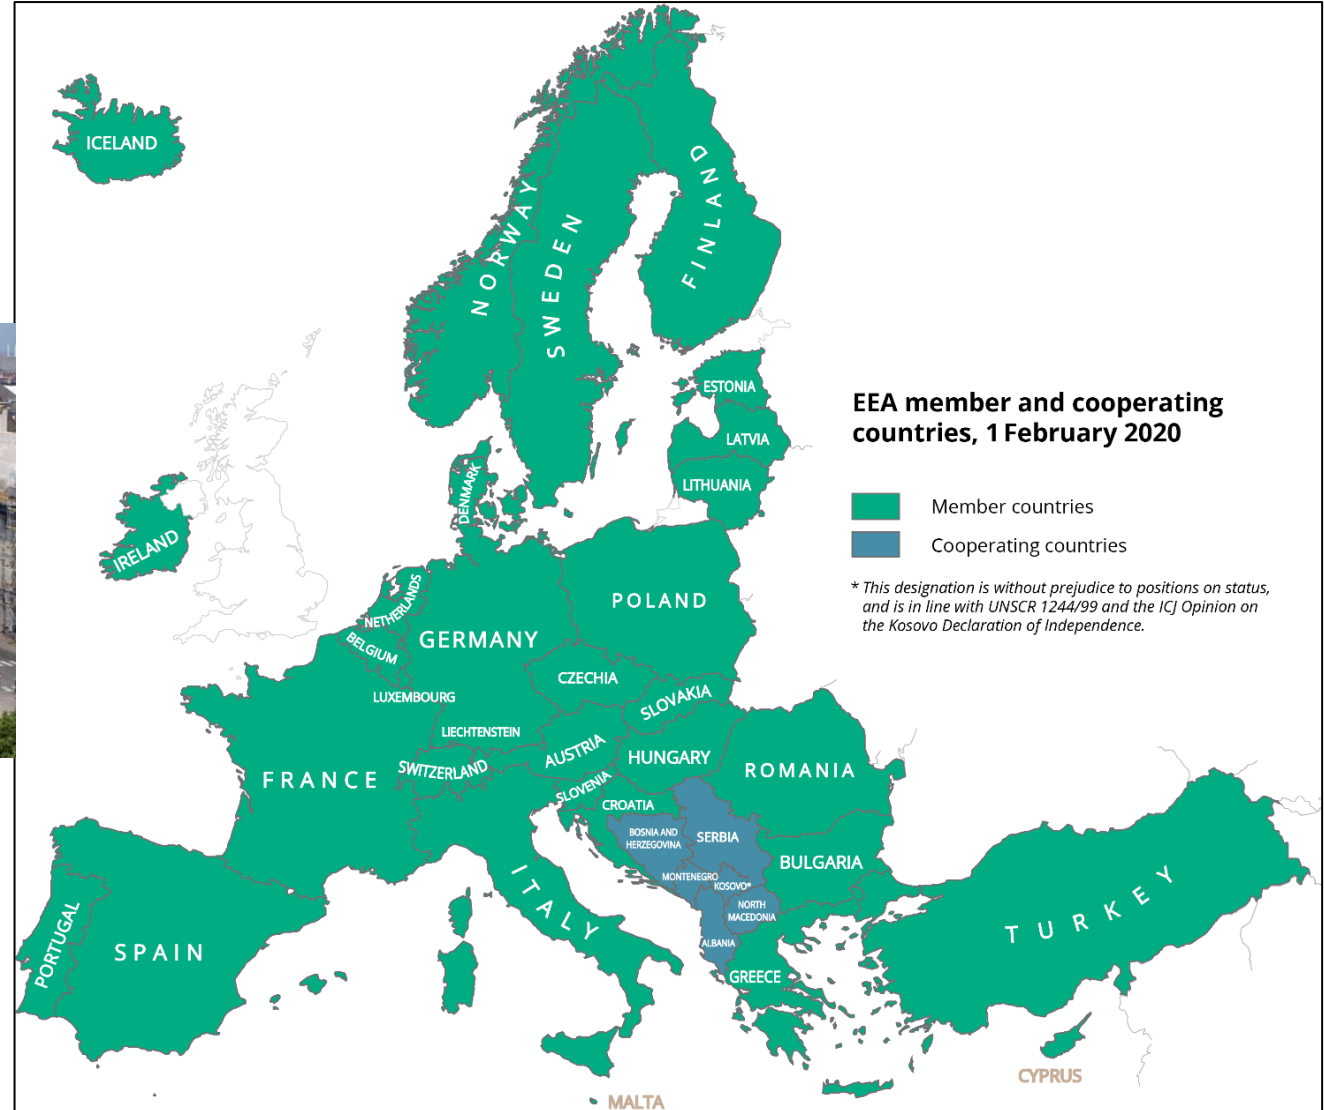 ICELAND
NORWAY
SWEDEN
FINLAND
ESTONIA
LATVIA
LITHUANIA
DENMARK
IRELAND
NETHERLANDS
BELGIUM
GERMANY
POLAND
LUXEMBOURG
CZECHIA
SLOVAKIA
LIECHTENSTEIN
SWITZERLAND
AUSTRIA
HUNGARY
FRANCE
SLOVENIA
CROATIA
ROMANIA
BOSNIA AND
HERZEGOVINA
SERBIA
MONTENEGRO
KOSOVO*
BULGARIA
NORTH
MACEDONIA
ALBANIA
GREECE
ITALY
PORTUGAL
SPAIN
TURKEY
MALTA
CYPRUS
EEA member and cooperating
countries, 1 February 2020
Member countries
Cooperating countries
* This designation is without prejudice to positions on status,
and is in line with UNSCR 1244/99 and the ICJ Opinion on
the Kosovo Declaration of Independence.